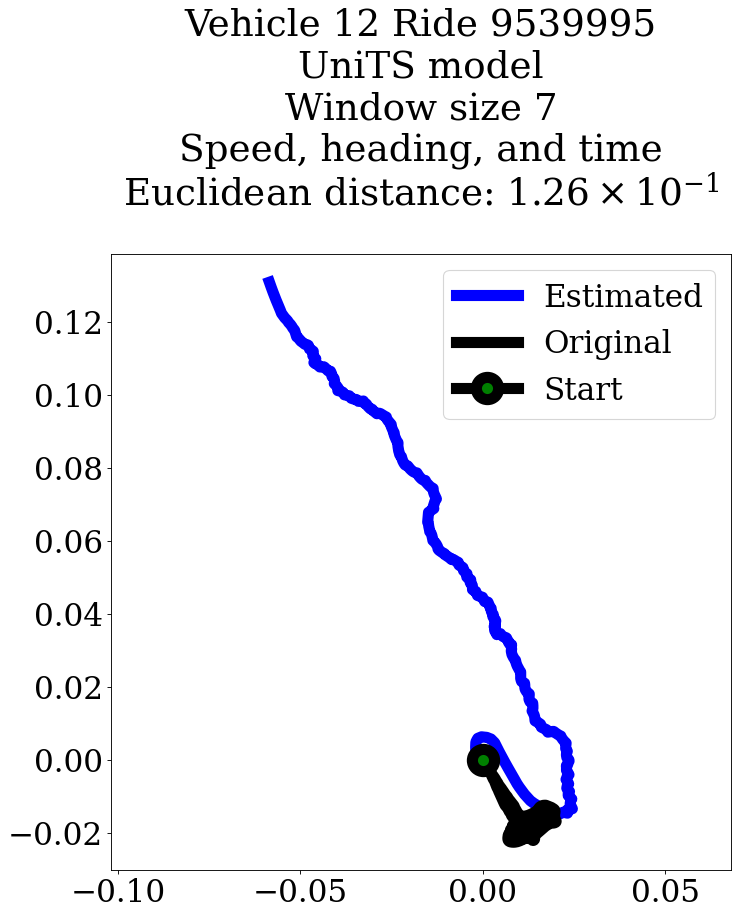 Vehicle 12 Ride 9539995
UniTS model
Window size 7
Speed, heading, and time
Euclidean distance: 1.26 × 10⁻¹
Estimated
Original
Start
0.12
0.10
0.08
0.06
0.04
0.02
0.00
−0.02
−0.10 −0.05 0.00 0.05